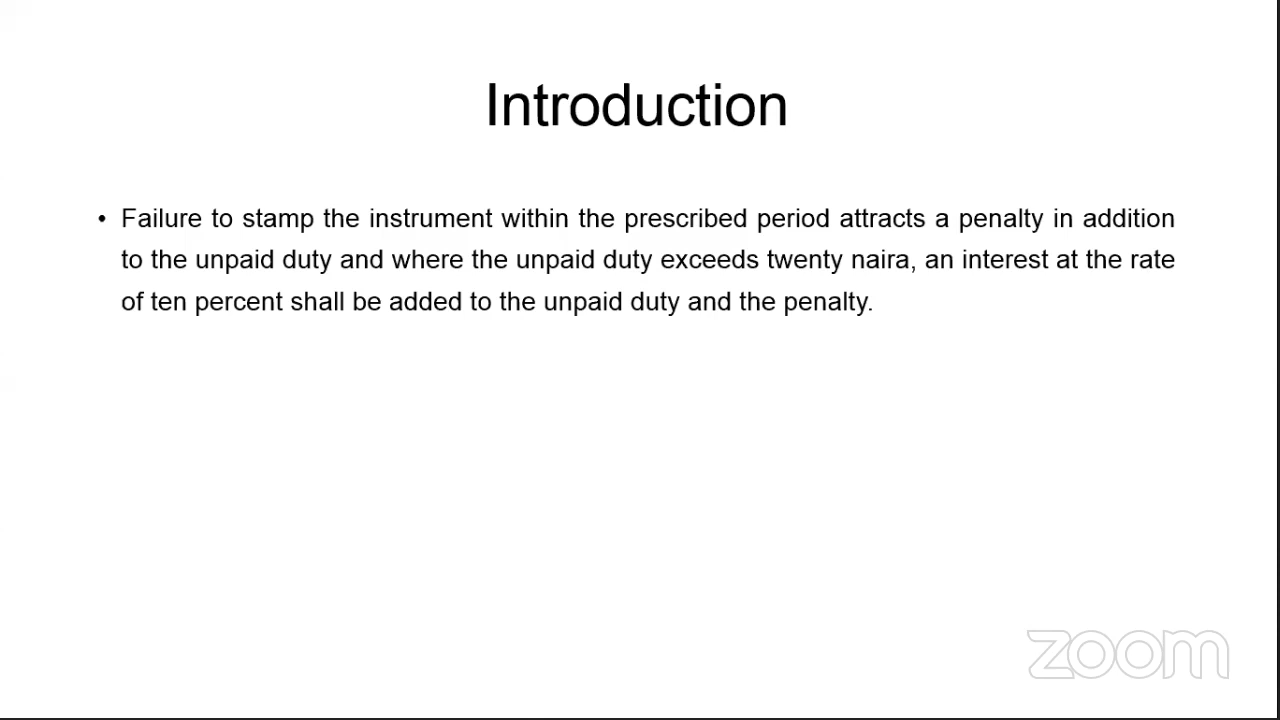 Introduction
• Failure to stamp the instrument within the prescribed period attracts a penalty in addition
to the unpaid duty and where the unpaid duty exceeds twenty naira, an interest at the rate
of ten percent shall be added to the unpaid duty and the penalty.
zoom